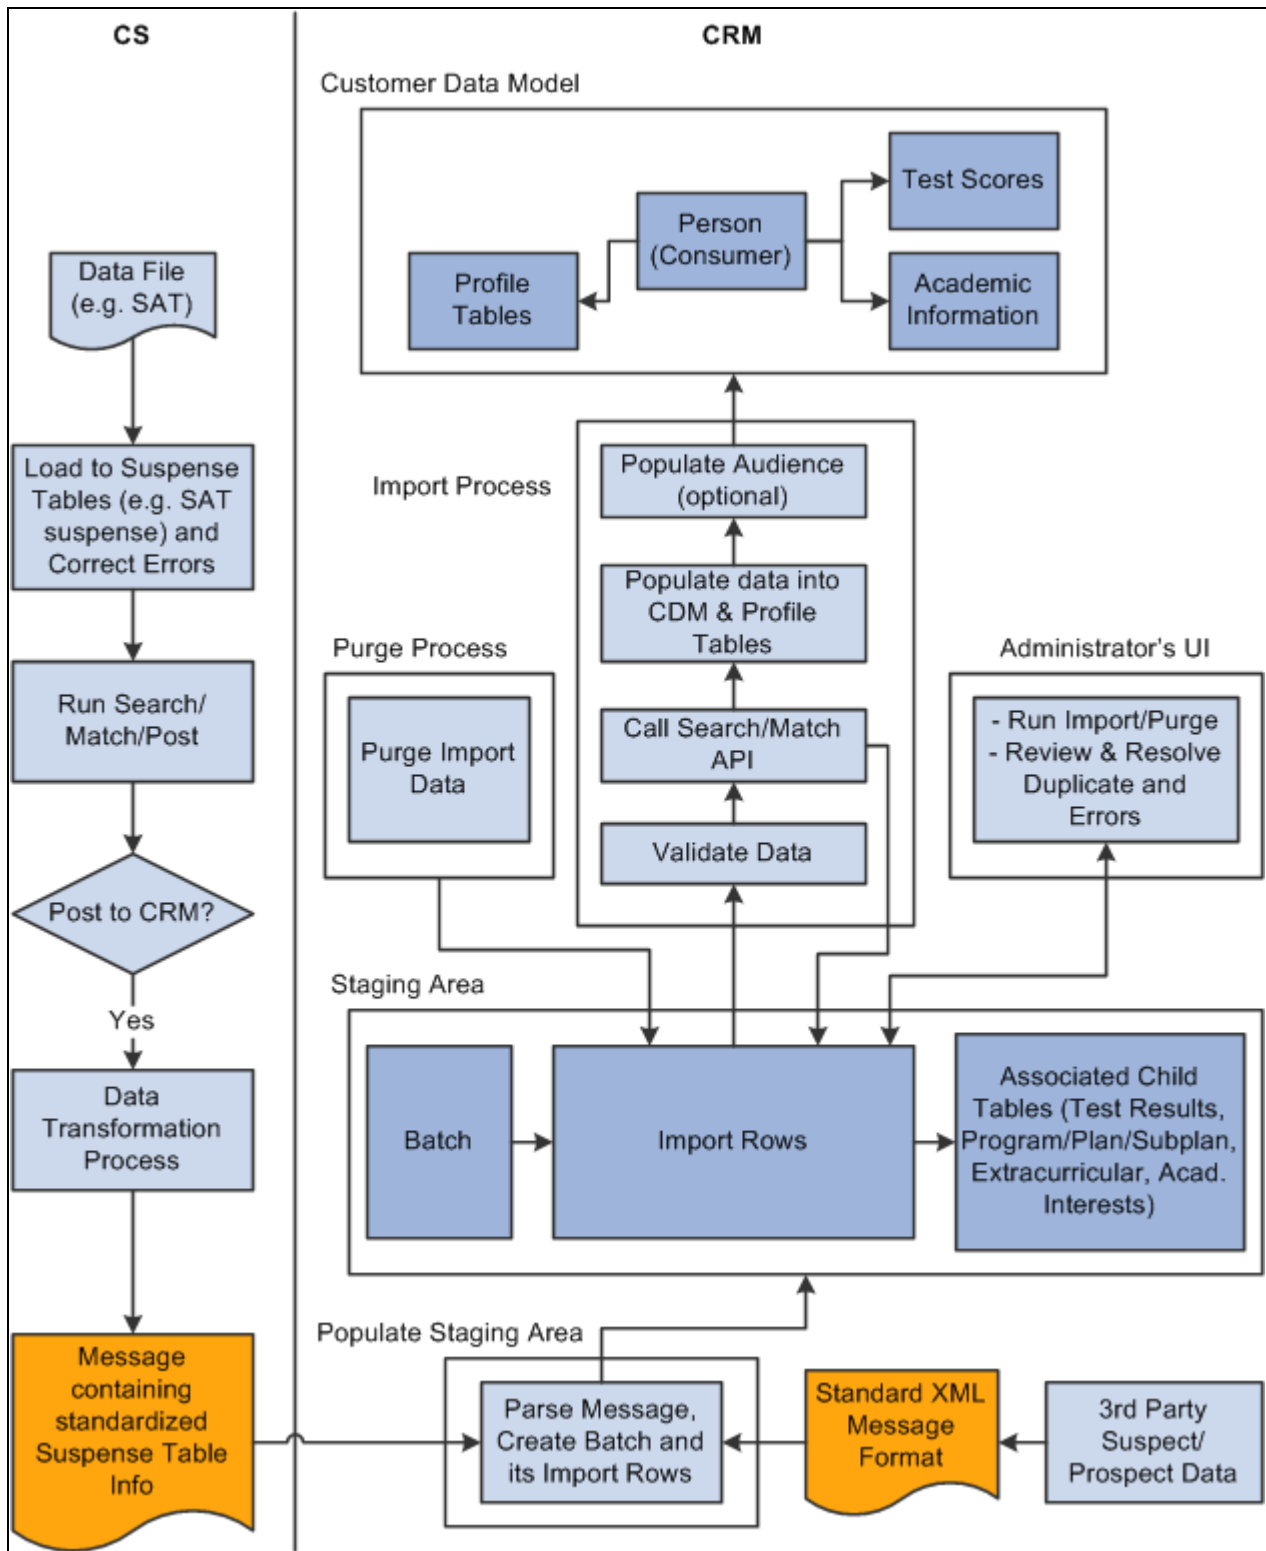 CS
CRM
Customer Data Model
Test Scores
Person
(Consumer)
Profile
Tables
Academic
Information
Data File
(e.g. SAT)
Load to Suspense
Tables (e.g. SAT
suspense) and
Correct Errors
Run Search/
Match/Post
Post to CRM?
Yes
Data
Transformation
Process
Message
containing
standardized
Suspense Table
Info
Import Process
Populate Audience
(optional)
Populate data into
CDM & Profile
Tables
Call Search/Match
API
Validate Data
Purge Process
Purge Import
Data
Administrator's UI
- Run Import/Purge
- Review & Resolve
Duplicate and
Errors
Staging Area
Batch
Import Rows
Associated Child
Tables (Test Results,
Program/Plan/Subplan,
Extracurricular, Acad.
Interests)
Populate Staging Area
Parse Message,
Create Batch and
its Import Rows
Standard XML
Message
Format
3rd Party
Suspect/
Prospect Data